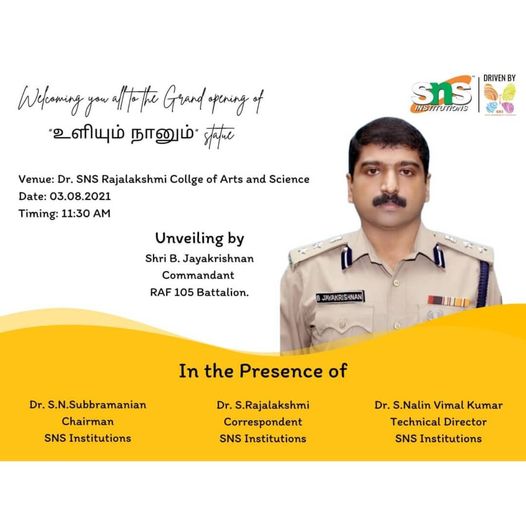 Welcoming you all to the Grand opening of
"உளியும் நானும்" statue
SNS
INSTITUTIONS
DRIVEN BY
Venue: Dr. SNS Rajalakshmi Collge of Arts and Science
Date: 03.08.2021
Timing: 11:30 AM
Unveiling by
Shri B. Jayakrishnan
Commandant
RAF 105 Battalion.
B JAYAKRISHNAN
In the Presence of
Dr. S.N.Subbramanian
Chairman
SNS Institutions
Dr. S.Rajalakshmi
Correspondent
SNS Institutions
Dr. S.Nalin Vimal Kumar
Technical Director
SNS Institutions